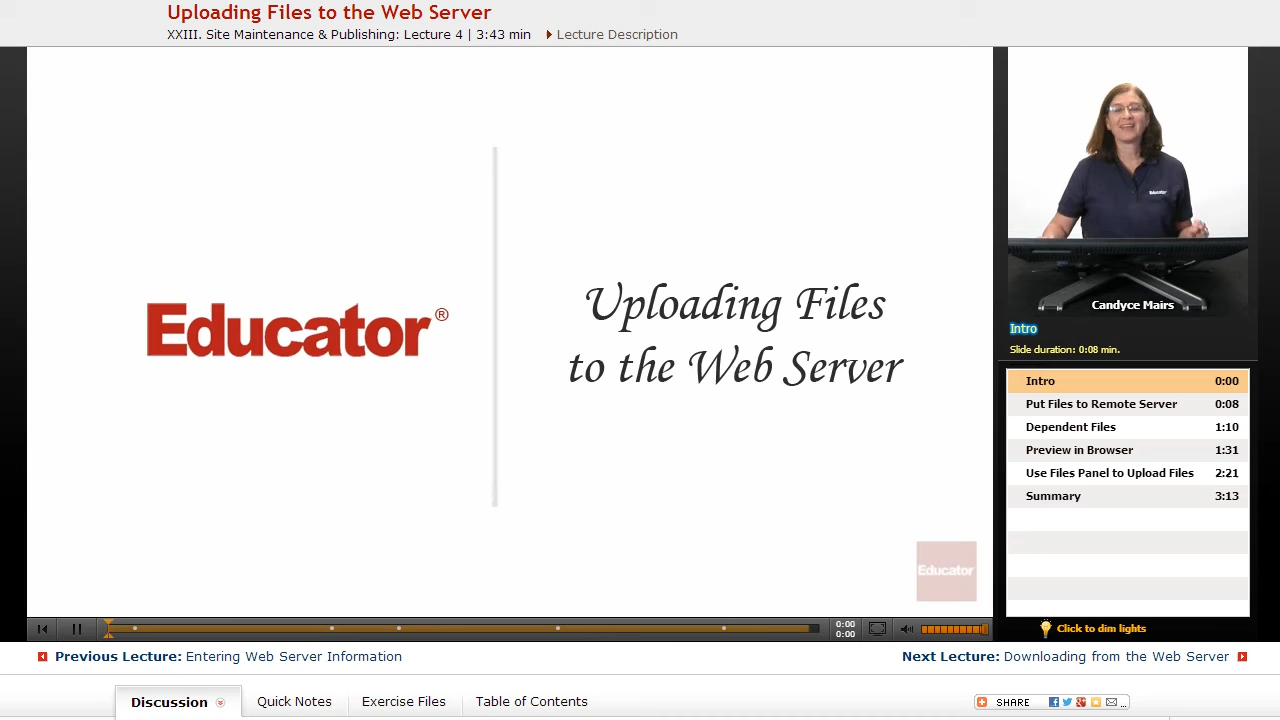 Uploading Files to the Web Server
XXIII. Site Maintenance & Publishing: Lecture 4 | 3:43 min
Lecture Description
Educator®
Uploading Files
to the Web Server
Educator
Educator
Candyce Mairs
Intro
Slide duration: 0:08 min.
Intro 0:00
Put Files to Remote Server 0:08
Dependent Files 1:10
Preview in Browser 1:31
Use Files Panel to Upload Files 2:21
Summary 3:13
0:00
0:00
Click to dim lights
Previous Lecture: Entering Web Server Information
Next Lecture: Downloading from the Web Server
Discussion
Quick Notes
Exercise Files
Table of Contents
SHARE